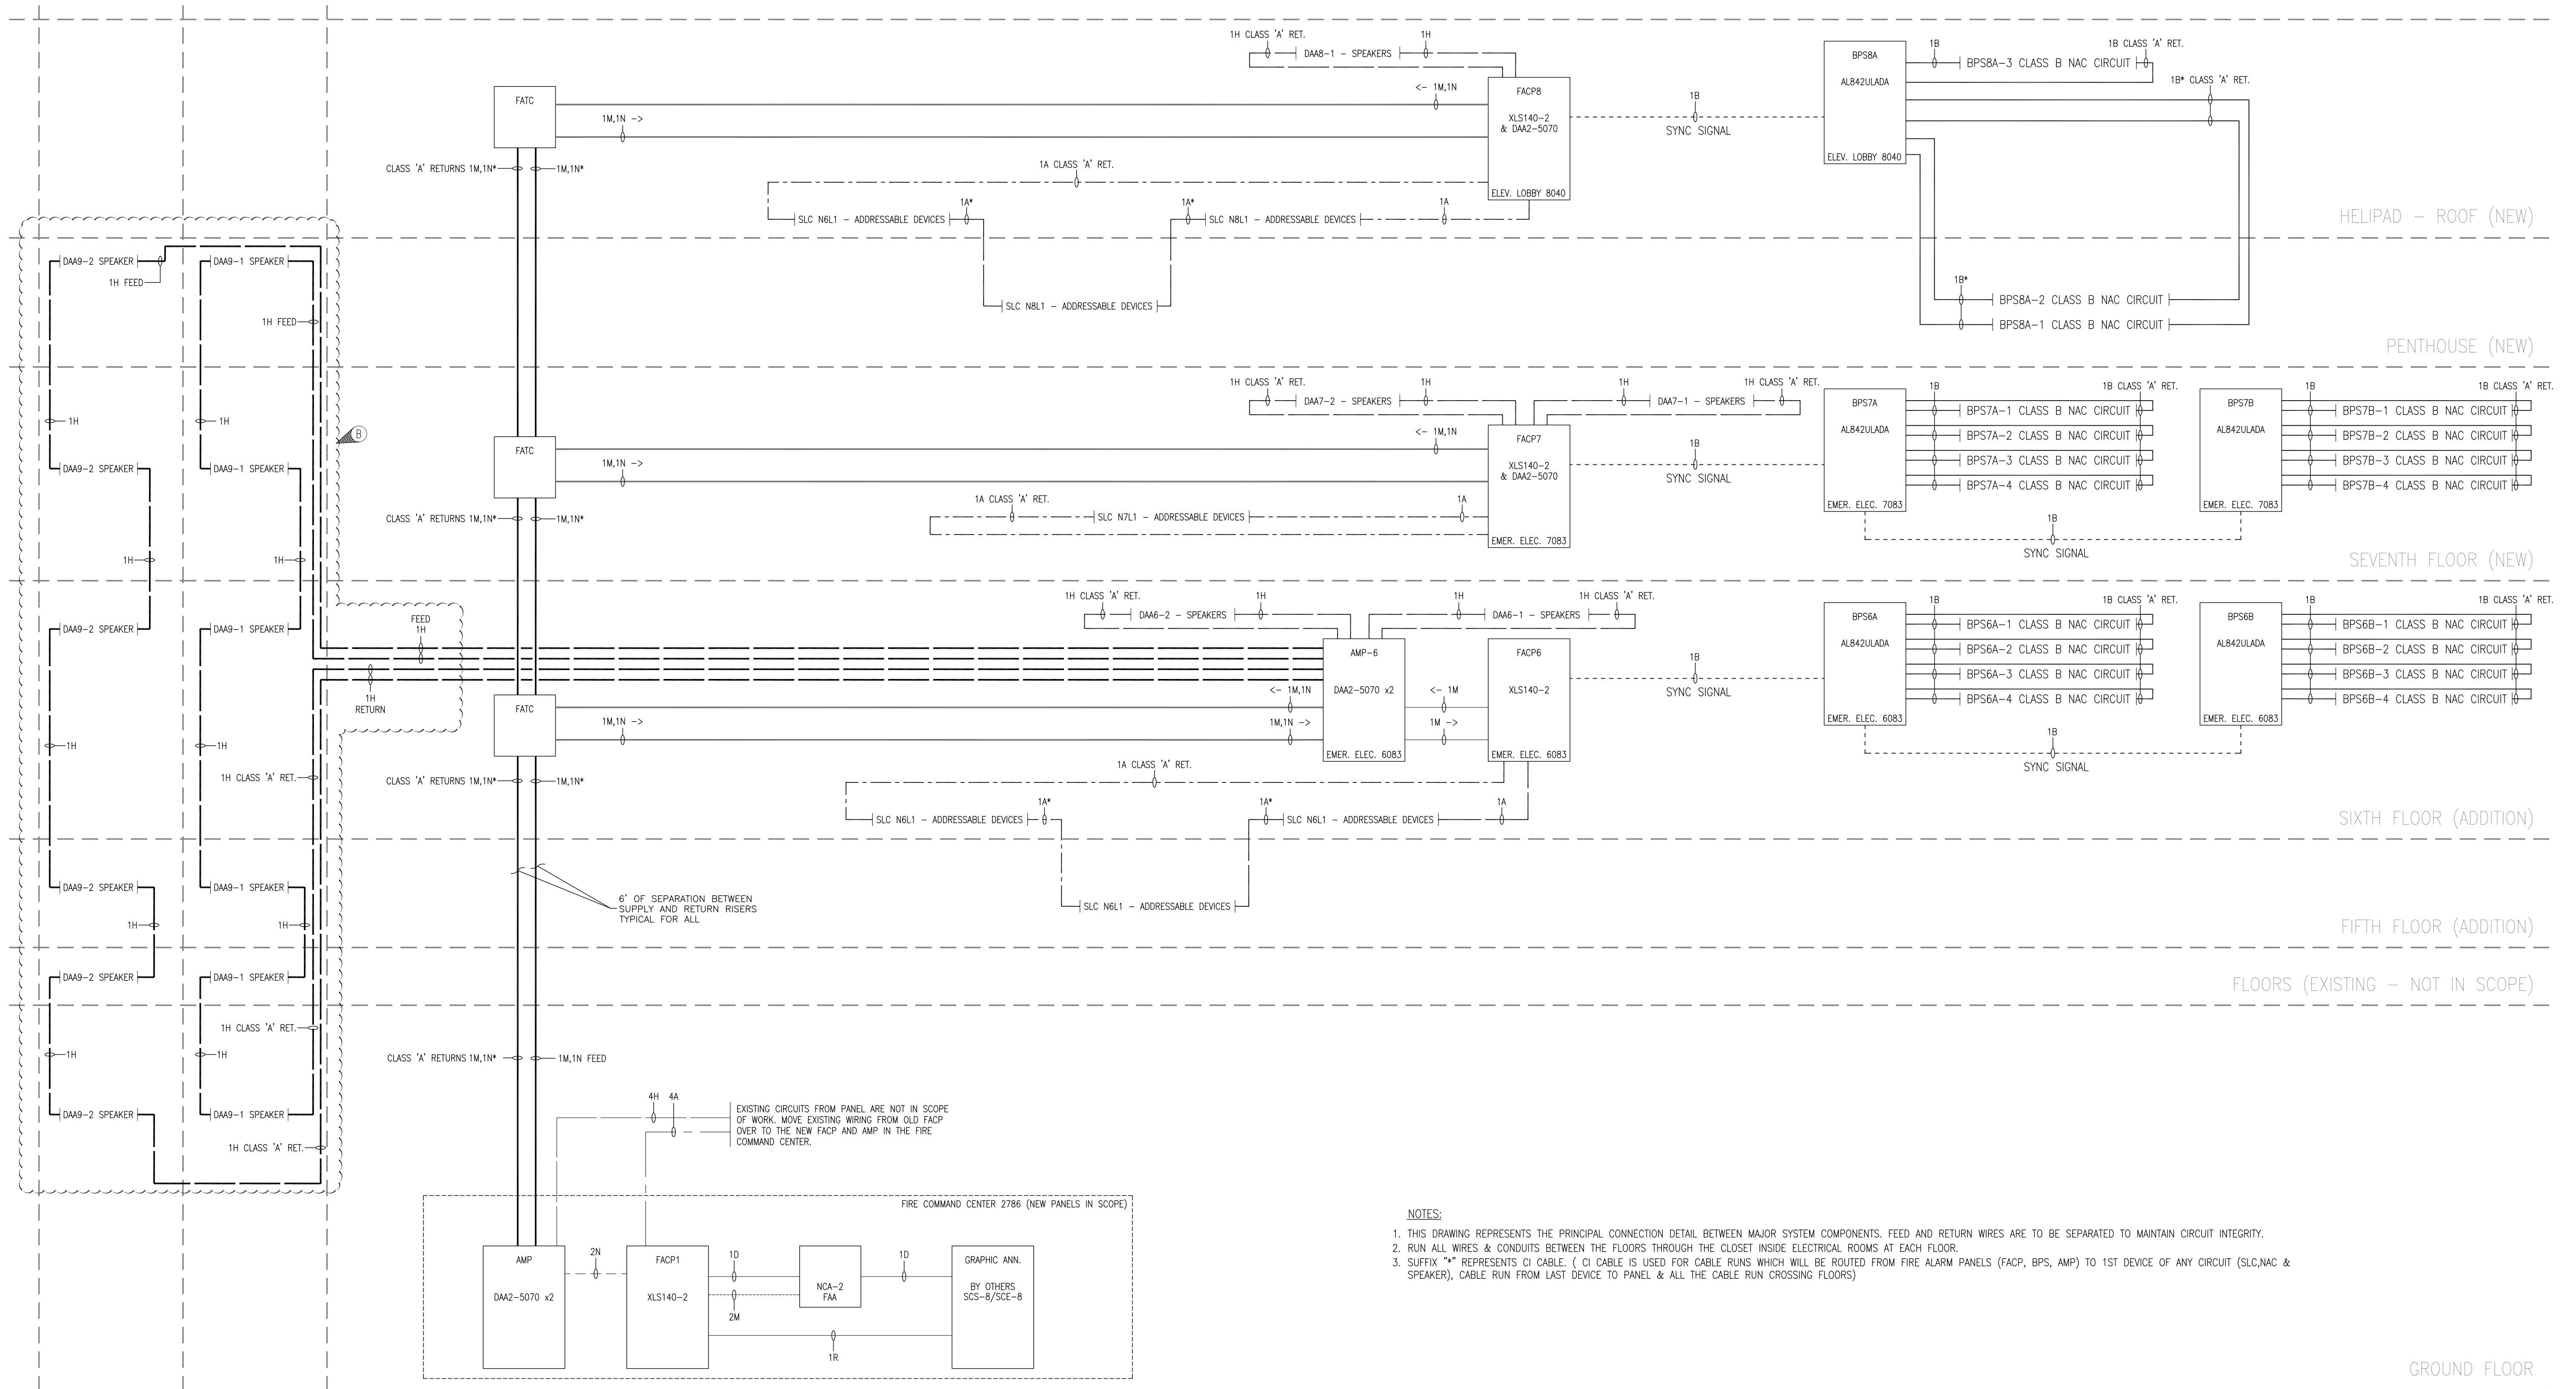 1H CLASS 'A' RET.
DAA8-1 - SPEAKERS
1H
FATC
<- 1M,1N
1M,1N ->
CLASS 'A' RETURNS 1M,1N*
1M,1N*
FACP8
XLS140-2
& DAA2-5070
ELEV. LOBBY 8040
1A CLASS 'A' RET.
SLC N6L1 - ADDRESSABLE DEVICES
1A*
1A*
SLC N8L1 - ADDRESSABLE DEVICES
1A
1B
SYNC SIGNAL
BPS8A
AL842ULADA
ELEV. LOBBY 8040
1B
BPS8A-3 CLASS B NAC CIRCUIT
1B CLASS 'A' RET.
1B* CLASS 'A' RET.
HELIPAD - ROOF (NEW)
DAA9-2 SPEAKER
1H FEED
DAA9-1 SPEAKER
1H FEED
SLC N8L1 - ADDRESSABLE DEVICES
1B*
BPS8A-2 CLASS B NAC CIRCUIT
BPS8A-1 CLASS B NAC CIRCUIT
PENTHOUSE (NEW)
1H
1H
B
DAA9-2 SPEAKER
DAA9-1 SPEAKER
1H
1H
FATC
1M,1N ->
<- 1M,1N
CLASS 'A' RETURNS 1M,1N*
1M,1N*
1H CLASS 'A' RET.
DAA7-2 - SPEAKERS
1H
1H
DAA7-1 - SPEAKERS
1H CLASS 'A' RET.
FACP7
XLS140-2
& DAA2-5070
EMER. ELEC. 7083
1A CLASS 'A' RET.
SLC N7L1 - ADDRESSABLE DEVICES
1A
1B
SYNC SIGNAL
BPS7A
AL842ULADA
EMER. ELEC. 7083
1B
1B CLASS 'A' RET.
BPS7A-1 CLASS B NAC CIRCUIT
BPS7A-2 CLASS B NAC CIRCUIT
BPS7A-3 CLASS B NAC CIRCUIT
BPS7A-4 CLASS B NAC CIRCUIT
BPS7B
AL842ULADA
EMER. ELEC. 7083
1B
1B CLASS 'A' RET.
BPS7B-1 CLASS B NAC CIRCUIT
BPS7B-2 CLASS B NAC CIRCUIT
BPS7B-3 CLASS B NAC CIRCUIT
BPS7B-4 CLASS B NAC CIRCUIT
1B
SYNC SIGNAL
SEVENTH FLOOR (NEW)
DAA9-2 SPEAKER
DAA9-1 SPEAKER
FEED
1H
1H
RETURN
1H
1H
1H CLASS 'A' RET.
FATC
1M,1N ->
<- 1M,1N
1M,1N ->
CLASS 'A' RETURNS 1M,1N*
1M,1N*
1H CLASS 'A' RET.
DAA6-2 - SPEAKERS
1H
1H
DAA6-1 - SPEAKERS
1H CLASS 'A' RET.
AMP-6
DAA2-5070 x2
EMER. ELEC. 6083
<- 1M
1M ->
FACP6
XLS140-2
EMER. ELEC. 6083
1A CLASS 'A' RET.
SLC N6L1 - ADDRESSABLE DEVICES
1A*
1A*
SLC N6L1 - ADDRESSABLE DEVICES
1A
1B
SYNC SIGNAL
BPS6A
AL842ULADA
EMER. ELEC. 6083
1B
1B CLASS 'A' RET.
BPS6A-1 CLASS B NAC CIRCUIT
BPS6A-2 CLASS B NAC CIRCUIT
BPS6A-3 CLASS B NAC CIRCUIT
BPS6A-4 CLASS B NAC CIRCUIT
BPS6B
AL842ULADA
EMER. ELEC. 6083
1B
1B CLASS 'A' RET.
BPS6B-1 CLASS B NAC CIRCUIT
BPS6B-2 CLASS B NAC CIRCUIT
BPS6B-3 CLASS B NAC CIRCUIT
BPS6B-4 CLASS B NAC CIRCUIT
1B
SYNC SIGNAL
SIXTH FLOOR (ADDITION)
DAA9-2 SPEAKER
DAA9-1 SPEAKER
1H
1H
6' OF SEPARATION BETWEEN
SUPPLY AND RETURN RISERS
TYPICAL FOR ALL
SLC N6L1 - ADDRESSABLE DEVICES
FIFTH FLOOR (ADDITION)
DAA9-2 SPEAKER
DAA9-1 SPEAKER
FLOORS (EXISTING - NOT IN SCOPE)
1H CLASS 'A' RET.
1H
1H
CLASS 'A' RETURNS 1M,1N*
1M,1N FEED
DAA9-2 SPEAKER
DAA9-1 SPEAKER
1H CLASS 'A' RET.
4H
4A
EXISTING CIRCUITS FROM PANEL ARE NOT IN SCOPE
OF WORK. MOVE EXISTING WIRING FROM OLD FACP
OVER TO THE NEW FACP AND AMP IN THE FIRE
COMMAND CENTER.
FIRE COMMAND CENTER 2786 (NEW PANELS IN SCOPE)
AMP
DAA2-5070 x2
2N
FACP1
XLS140-2
1D
2M
NCA-2
FAA
1D
1R
GRAPHIC ANN.
BY OTHERS
SCS-8/SCE-8
NOTES:
1. THIS DRAWING REPRESENTS THE PRINCIPAL CONNECTION DETAIL BETWEEN MAJOR SYSTEM COMPONENTS. FEED AND RETURN WIRES ARE TO BE SEPARATED TO MAINTAIN CIRCUIT INTEGRITY.
2. RUN ALL WIRES & CONDUITS BETWEEN THE FLOORS THROUGH THE CLOSET INSIDE ELECTRICAL ROOMS AT EACH FLOOR.
3. SUFFIX "*" REPRESENTS CI CABLE. ( CI CABLE IS USED FOR CABLE RUNS WHICH WILL BE ROUTED FROM FIRE ALARM PANELS (FACP, BPS, AMP) TO 1ST DEVICE OF ANY CIRCUIT (SLC,NAC &
SPEAKER), CABLE RUN FROM LAST DEVICE TO PANEL & ALL THE CABLE RUN CROSSING FLOORS)
GROUND FLOOR